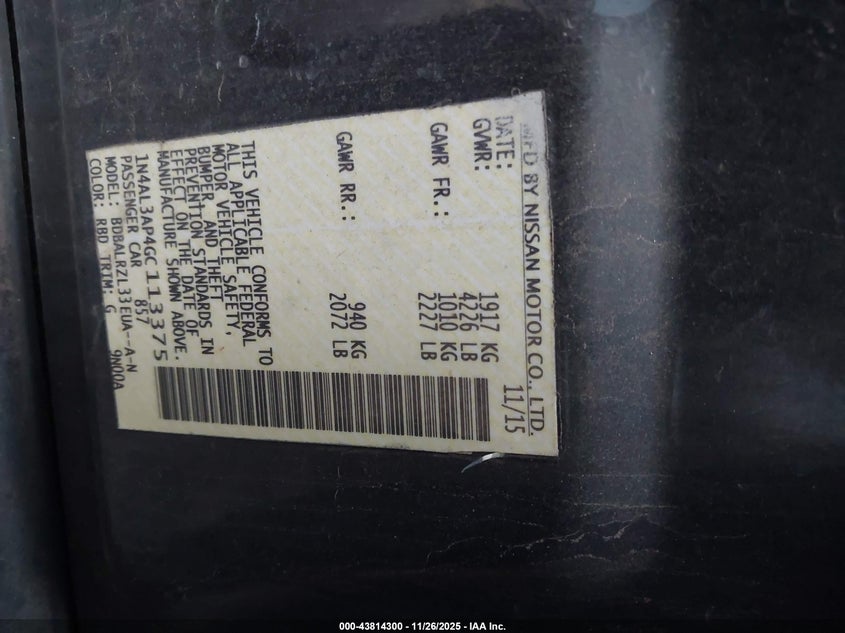 MFD BY NISSAN MOTOR CO., LTD.
DATE: 11/15
GVWR: 1917 KG
4226 LB
GAWR FR.: 1010 KG
2227 LB
GAWR RR.: 940 KG
2072 LB
THIS VEHICLE CONFORMS TO
ALL APPLICABLE FEDERAL
MOTOR VEHICLE SAFETY,
BUMPER, AND THEFT
PREVENTION STANDARDS IN
EFFECT ON THE DATE OF
MANUFACTURE SHOWN ABOVE.
1N4AL3AP4GC113375
PASSENGER CAR 857
MODEL: BDBALRZL33EUA--A-N
COLOR: RBD TRIM: G 9N00A
000-43814300 - 11/26/2025 - IAA Inc.